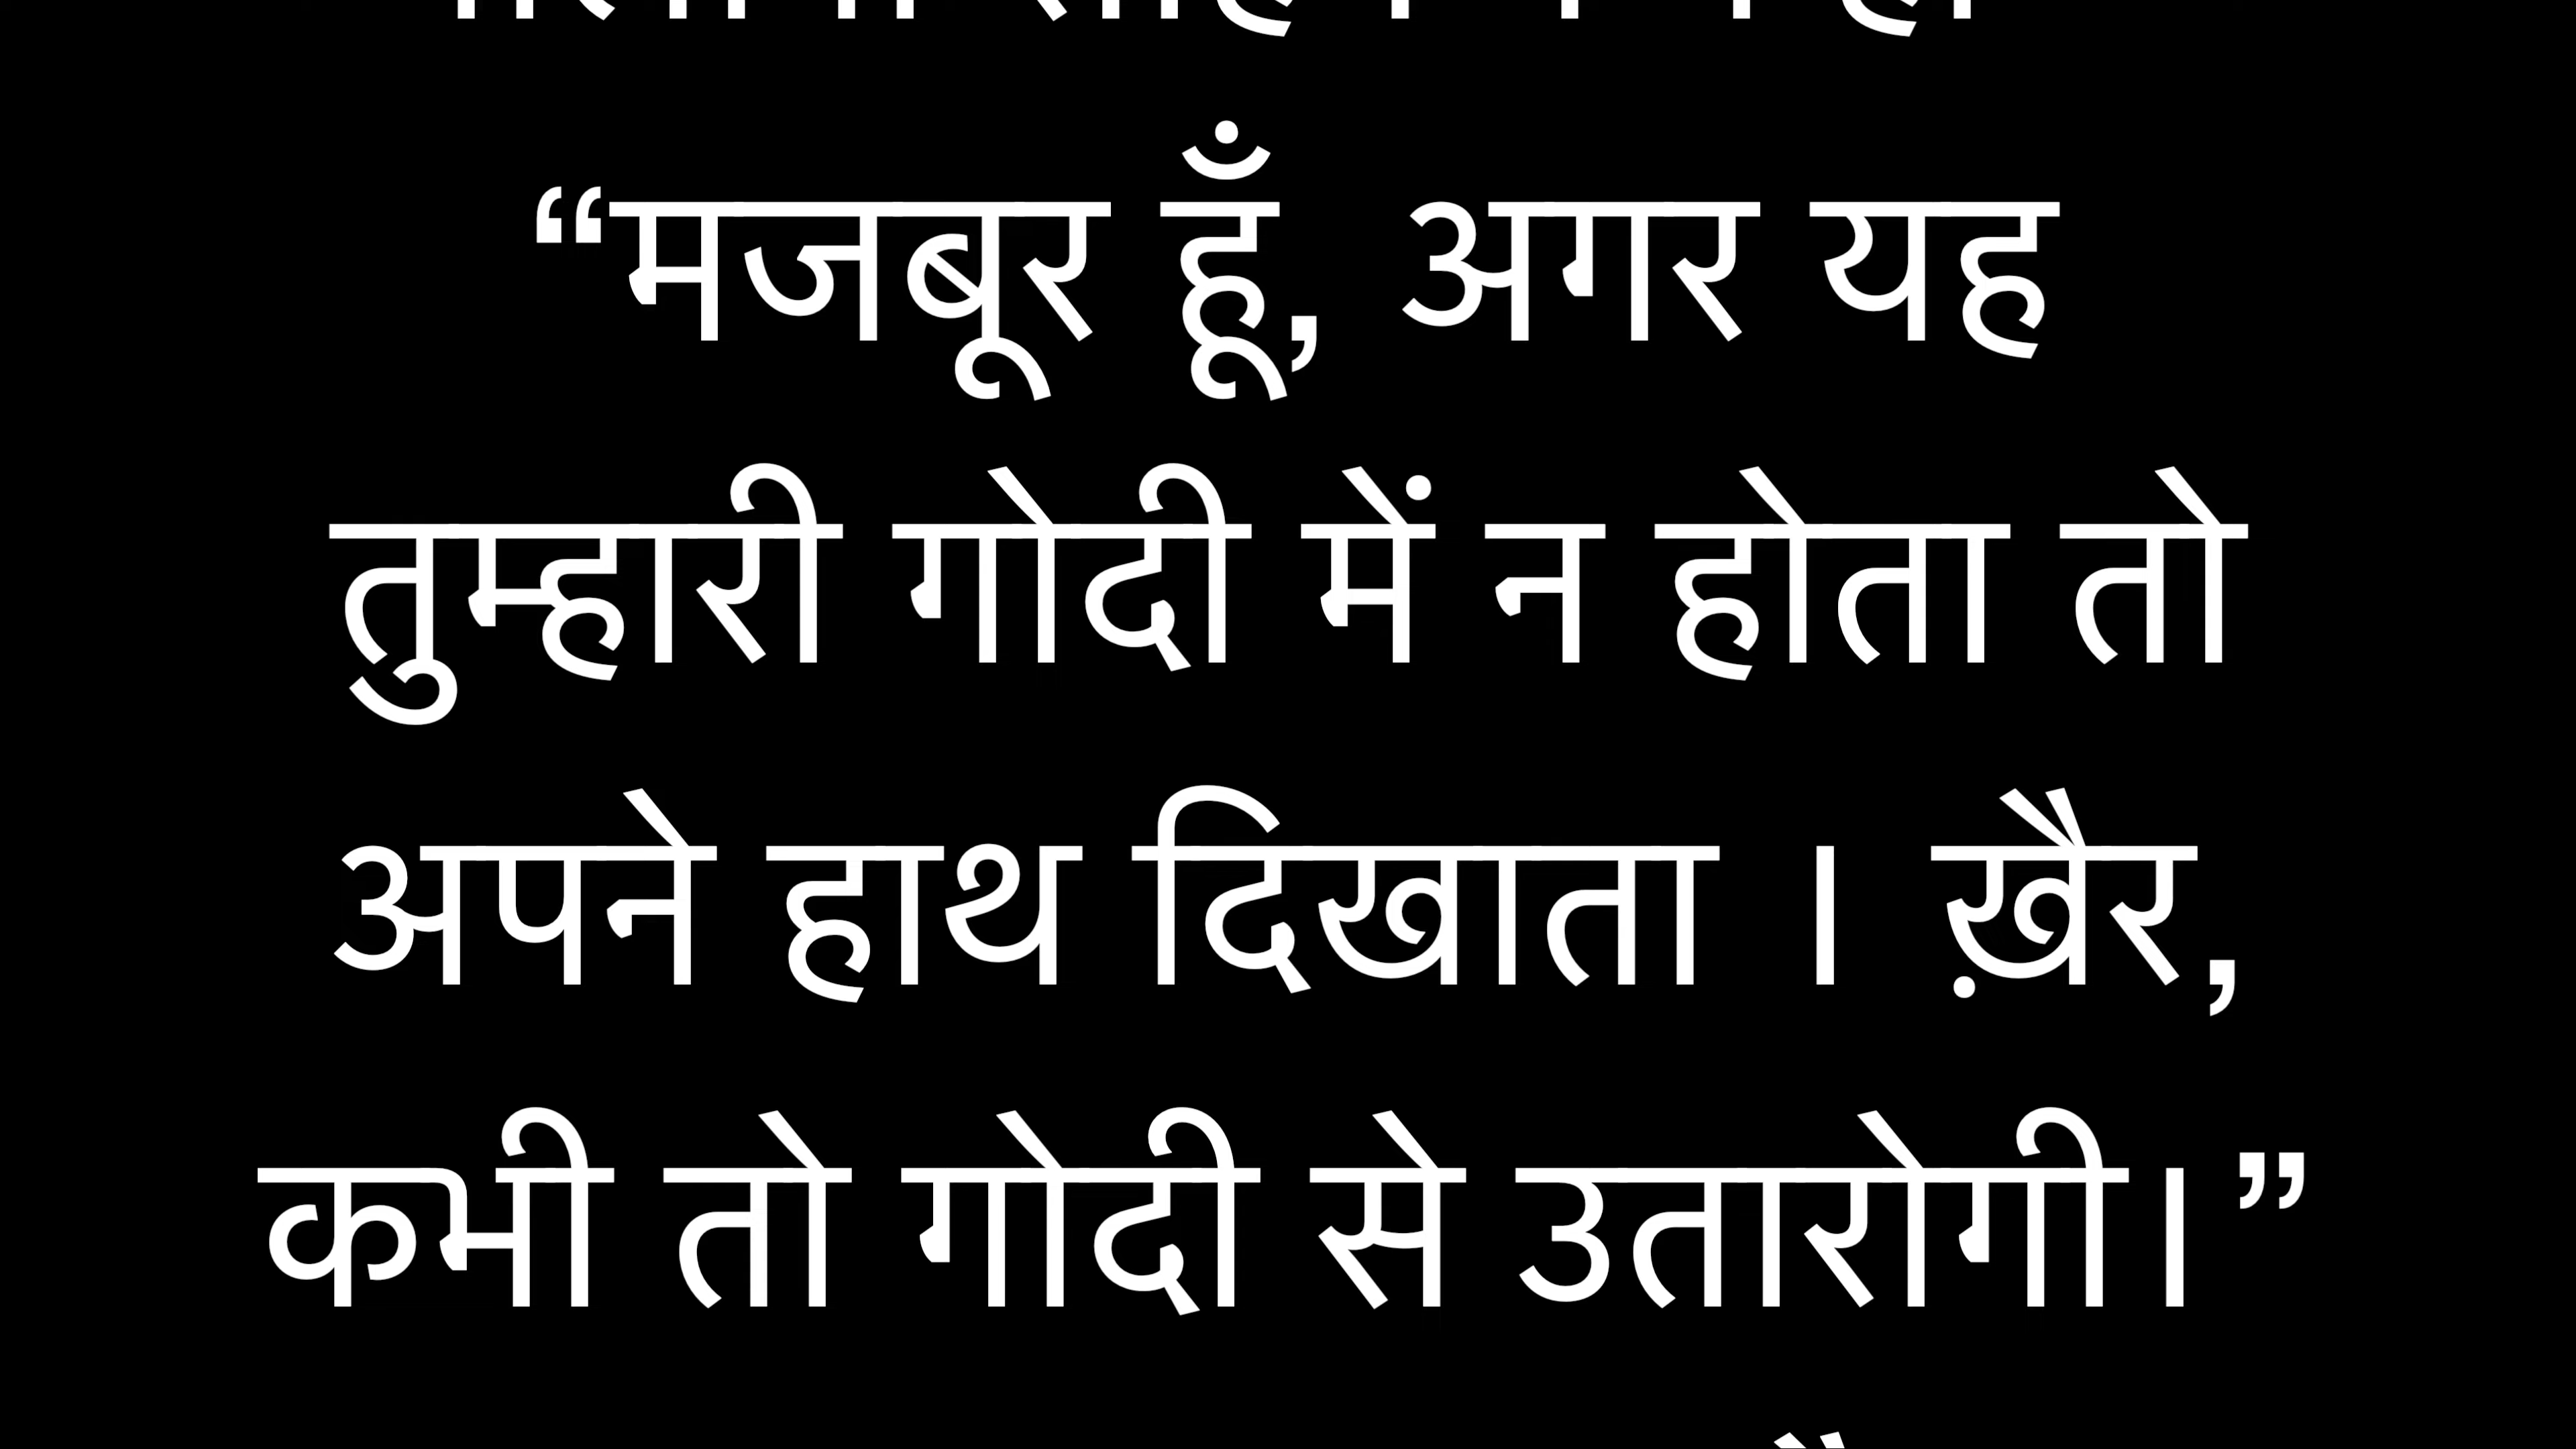 “मजबूर हूँ, अगर यह
तुम्हारी गोदी में न होता तो
अपने हाथ दिखाता । ख़ैर,
कभी तो गोदी से उतारोगी।”